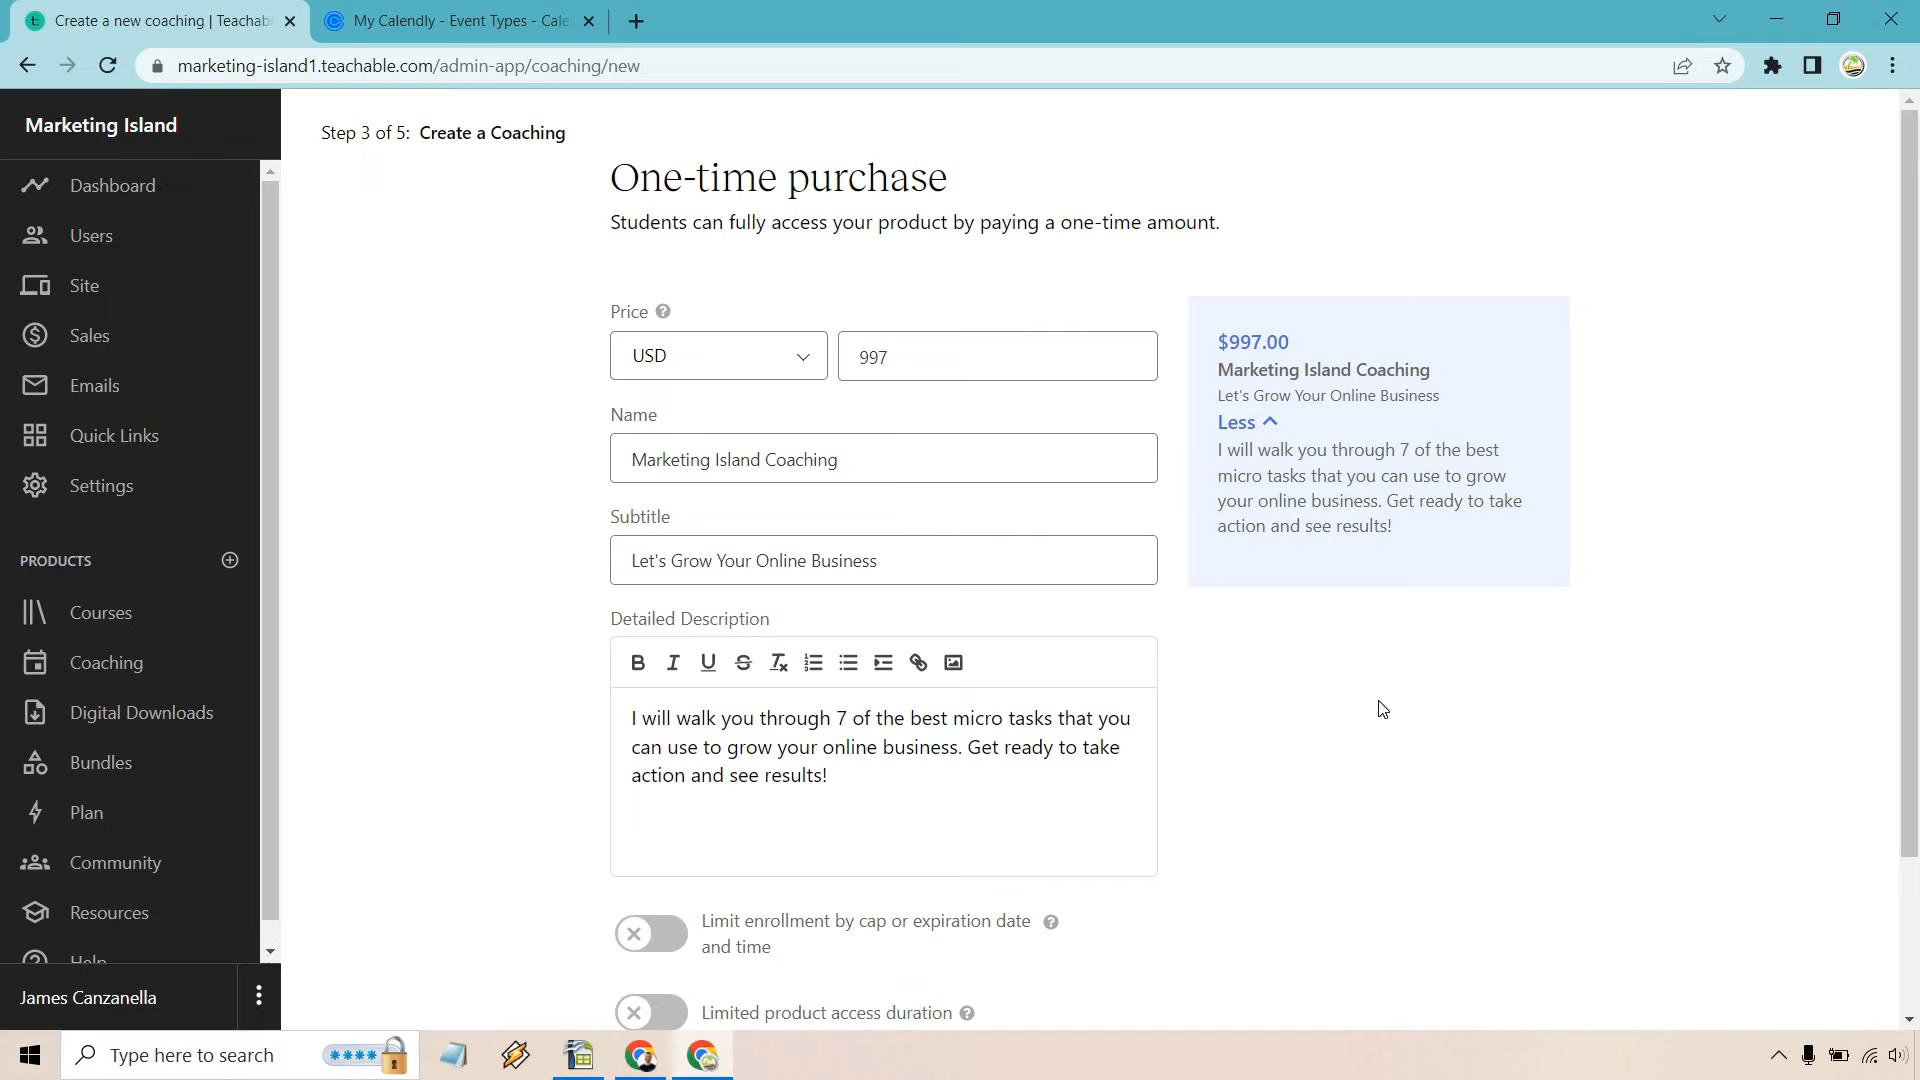 Create a new coaching | Teachab
My Calendly - Event Types - Cale
marketing-island1.teachable.com/admin-app/coaching/new
Marketing Island
Dashboard
Users
Site
Sales
Emails
Quick Links
Settings
PRODUCTS
Courses
Coaching
Digital Downloads
Bundles
Plan
Community
Resources
Help
James Canzanella
Step 3 of 5: Create a Coaching
One-time purchase
Students can fully access your product by paying a one-time amount.
Price
USD
997
Name
Marketing Island Coaching
Subtitle
Let's Grow Your Online Business
Detailed Description
I will walk you through 7 of the best micro tasks that you
can use to grow your online business. Get ready to take
action and see results!
Limit enrollment by cap or expiration date
and time
Limited product access duration
$997.00
Marketing Island Coaching
Let's Grow Your Online Business
Less
I will walk you through 7 of the best
micro tasks that you can use to grow
your online business. Get ready to take
action and see results!
Type here to search